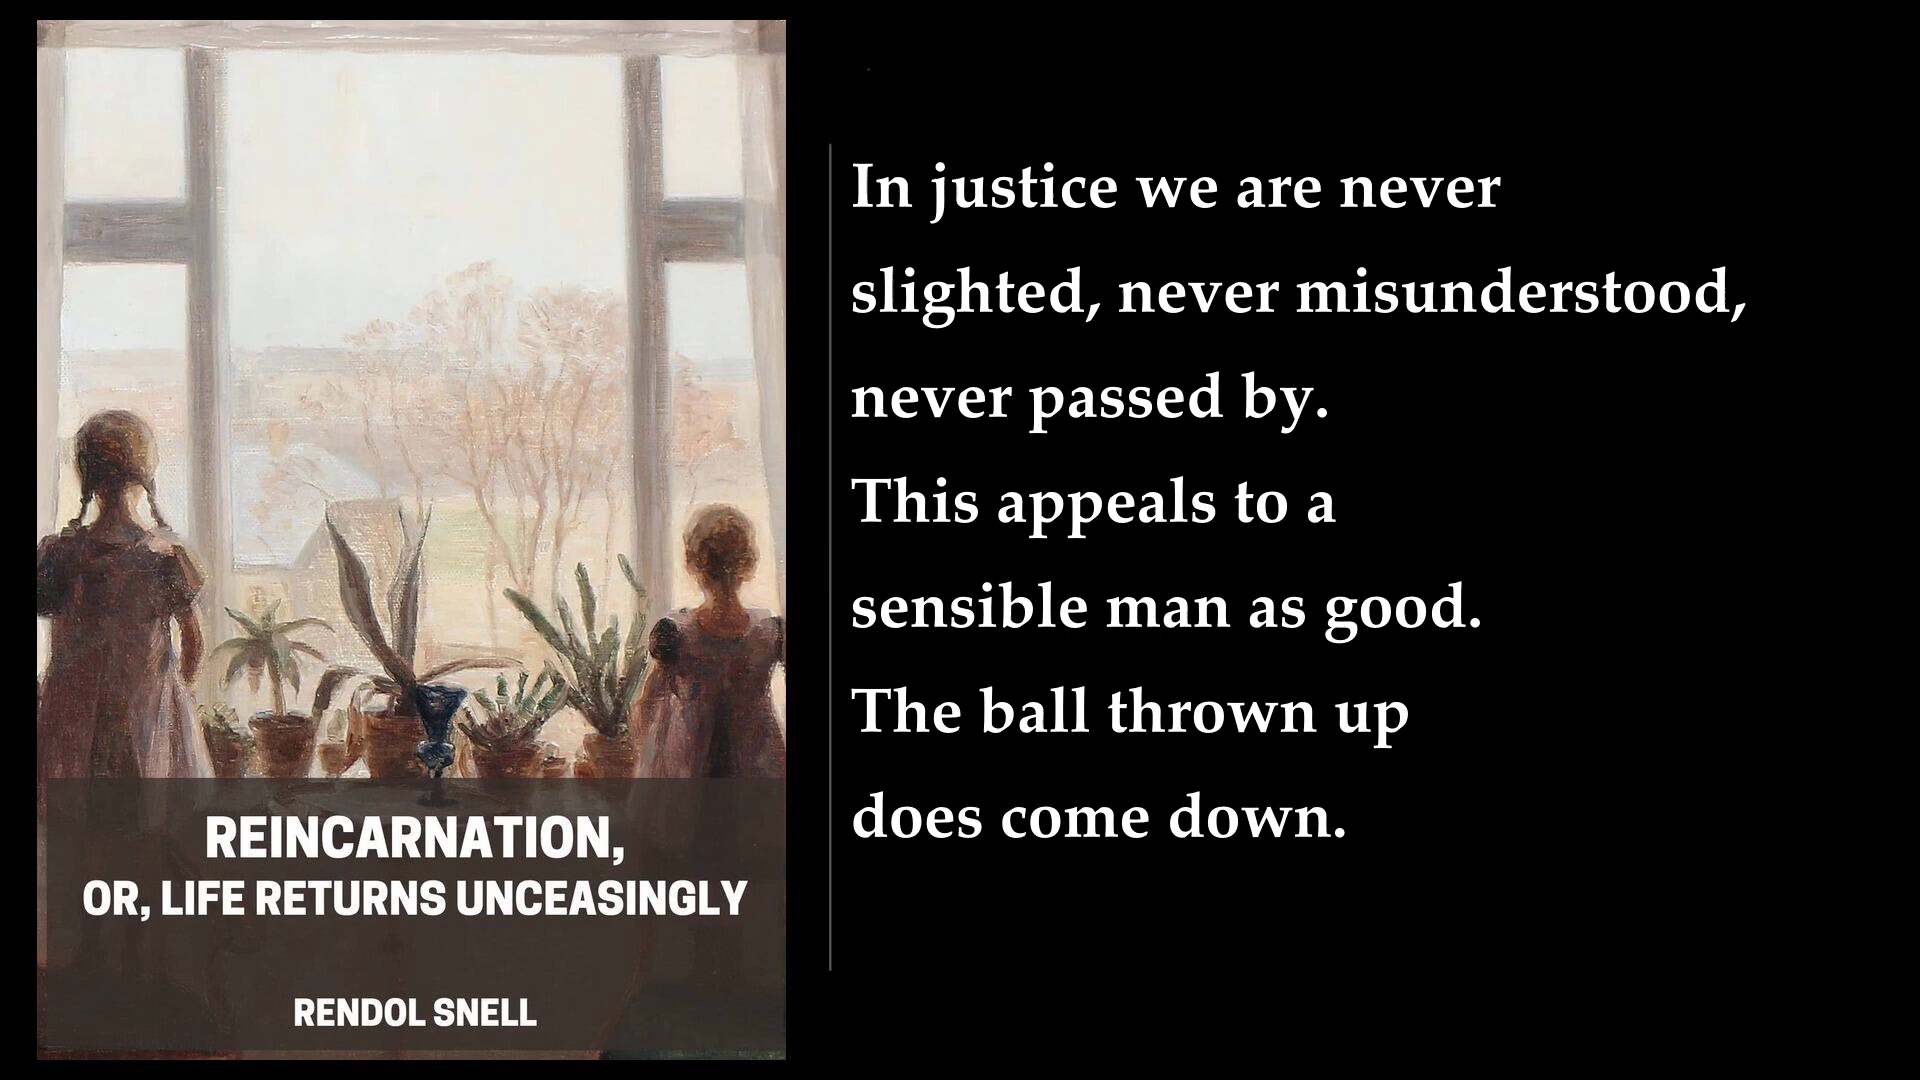 REINCARNATION,
OR, LIFE RETURNS UNCEASINGLY
RENDOL SNELL
In justice we are never
slighted, never misunderstood,
never passed by.
This appeals to a
sensible man as good.
The ball thrown up
does come down.